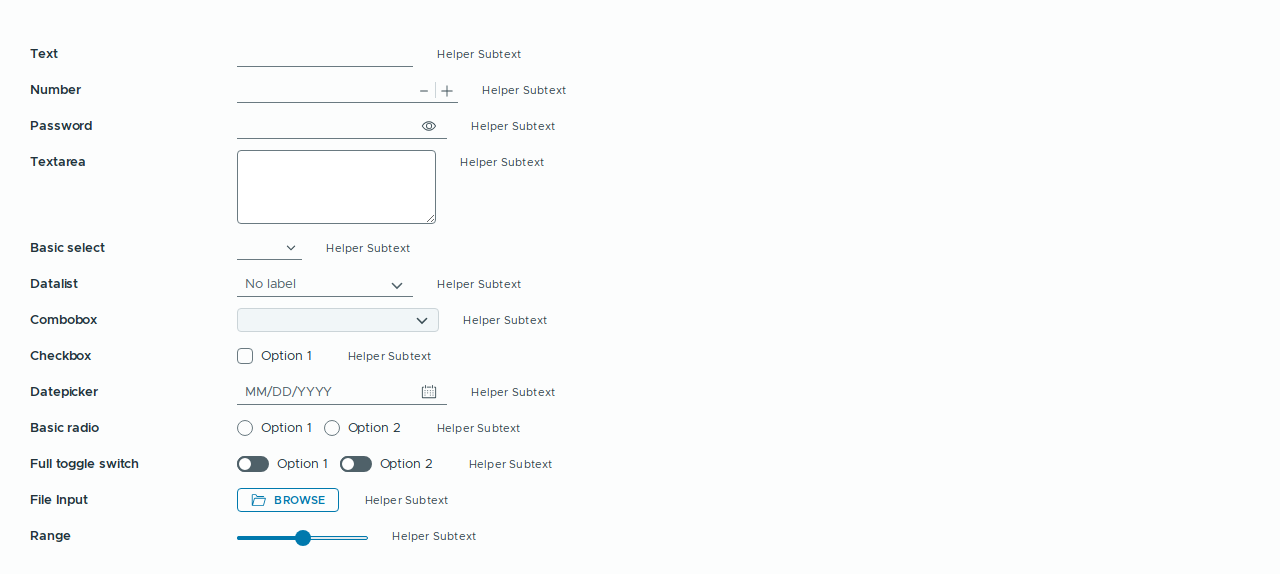 Text Helper Subtext
Number Helper Subtext
Password Helper Subtext
Textarea Helper Subtext
Basic select Helper Subtext
Datalist No label Helper Subtext
Combobox Helper Subtext
Checkbox Option 1 Helper Subtext
Datepicker MM/DD/YYYY Helper Subtext
Basic radio Option 1 Option 2 Helper Subtext
Full toggle switch Option 1 Option 2 Helper Subtext
File Input BROWSE Helper Subtext
Range Helper Subtext